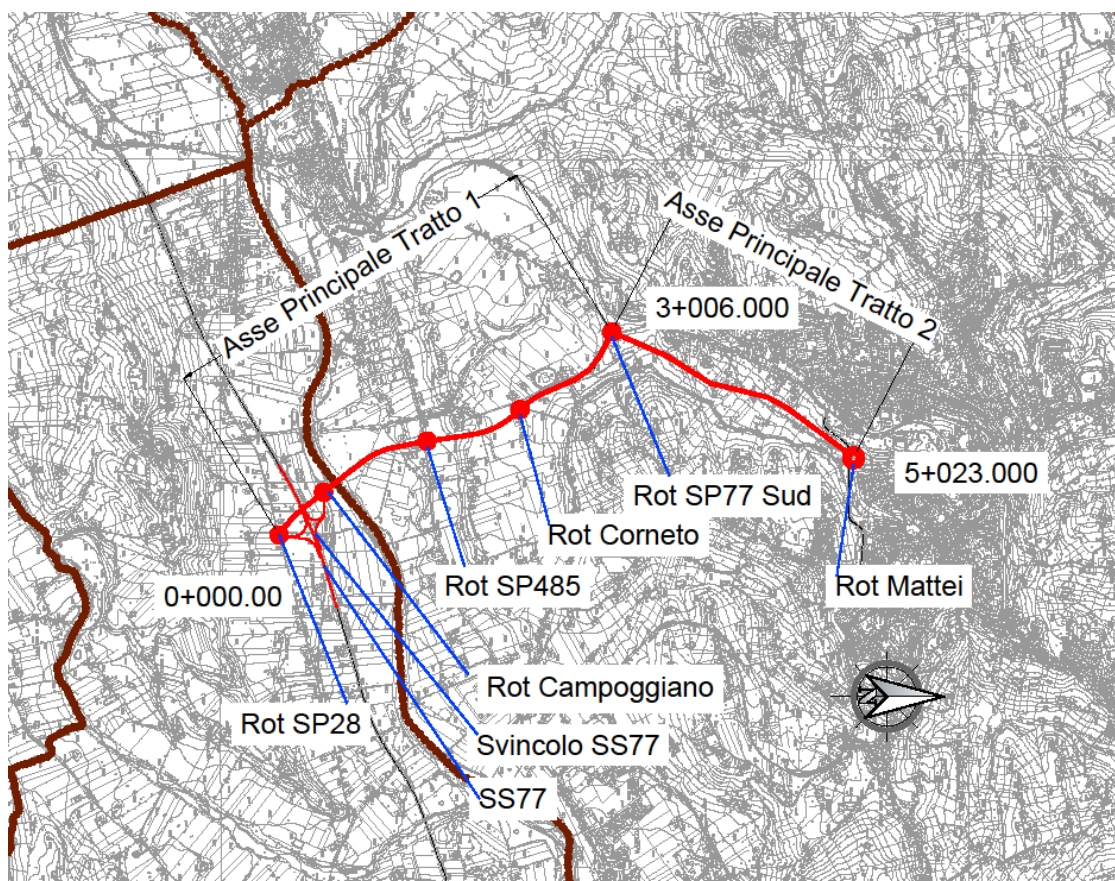 Asse Principale Tratto 1
Asse Principale Tratto 2
3+006.000
5+023.000
Rot SP77 Sud
Rot Corneto
Rot SP485
Rot Mattei
0+000.00
Rot Campoggiano
Rot SP28
Svincolo SS77
SS77